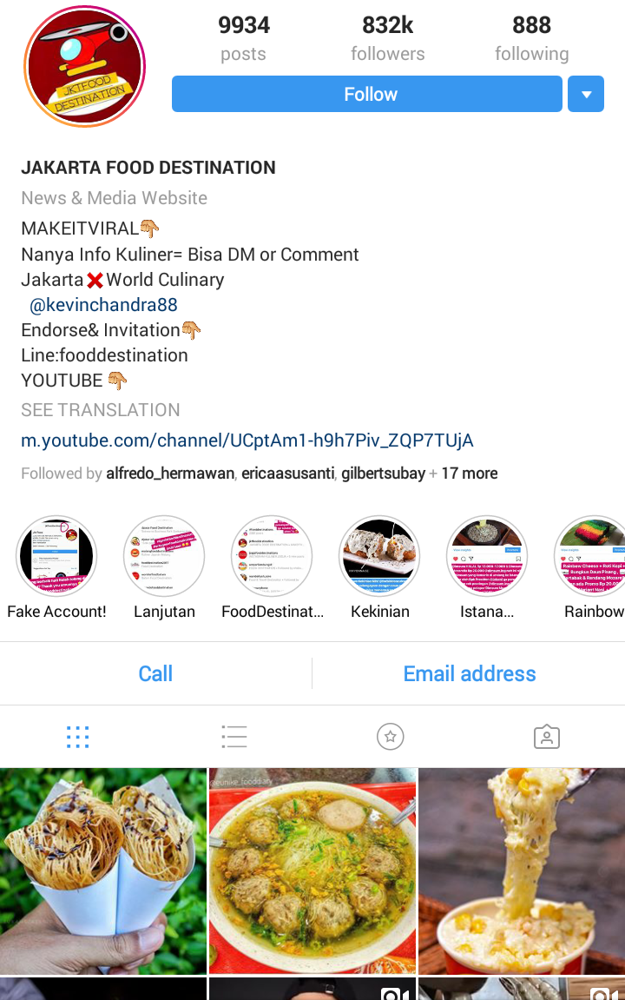 9934
832k
888
posts
followers
following
JKTFOOD
DESTINATION
Follow
JAKARTA FOOD DESTINATION
News & Media Website
MAKEITVIRAL👇
Nanya Info Kuliner= Bisa DM or Comment
Jakarta❌World Culinary
@kevinchandra88
Endorse& Invitation👇
Line:fooddestination
YOUTUBE 👇
SEE TRANSLATION
m.youtube.com/channel/UCptAm1-h9h7Piv_ZQP7TUjA
Followed by alfredo_hermawan, ericaasusanti, gilbertsubay + 17 more
Fake Account!
Lanjutan
FoodDestinat...
Kekinian
Istana...
Rainbow
Call
Email address